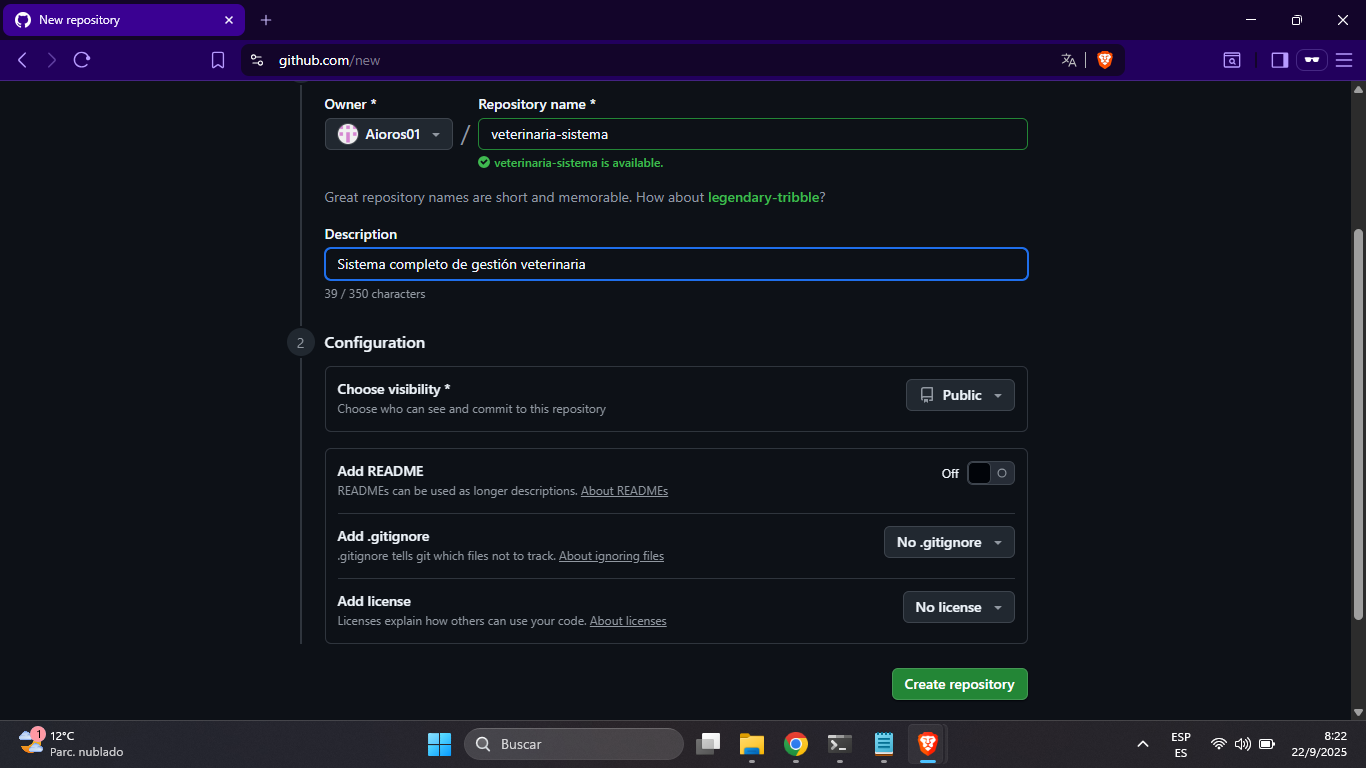 New repository
github.com/new
Owner *
Repository name *
Aioros01
/
veterinaria-sistema
veterinaria-sistema is available.
Great repository names are short and memorable. How about legendary-tribble?
Description
Sistema completo de gestión veterinaria
39 / 350 characters
2
Configuration
Choose visibility *
Choose who can see and commit to this repository
Public
Add README
READMEs can be used as longer descriptions. About READMEs
Off
Add .gitignore
.gitignore tells git which files not to track. About ignoring files
No .gitignore
Add license
Licenses explain how others can use your code. About licenses
No license
Create repository
1
12°C
Parc. nublado
Buscar
ESP
ES
8:22
22/9/2025